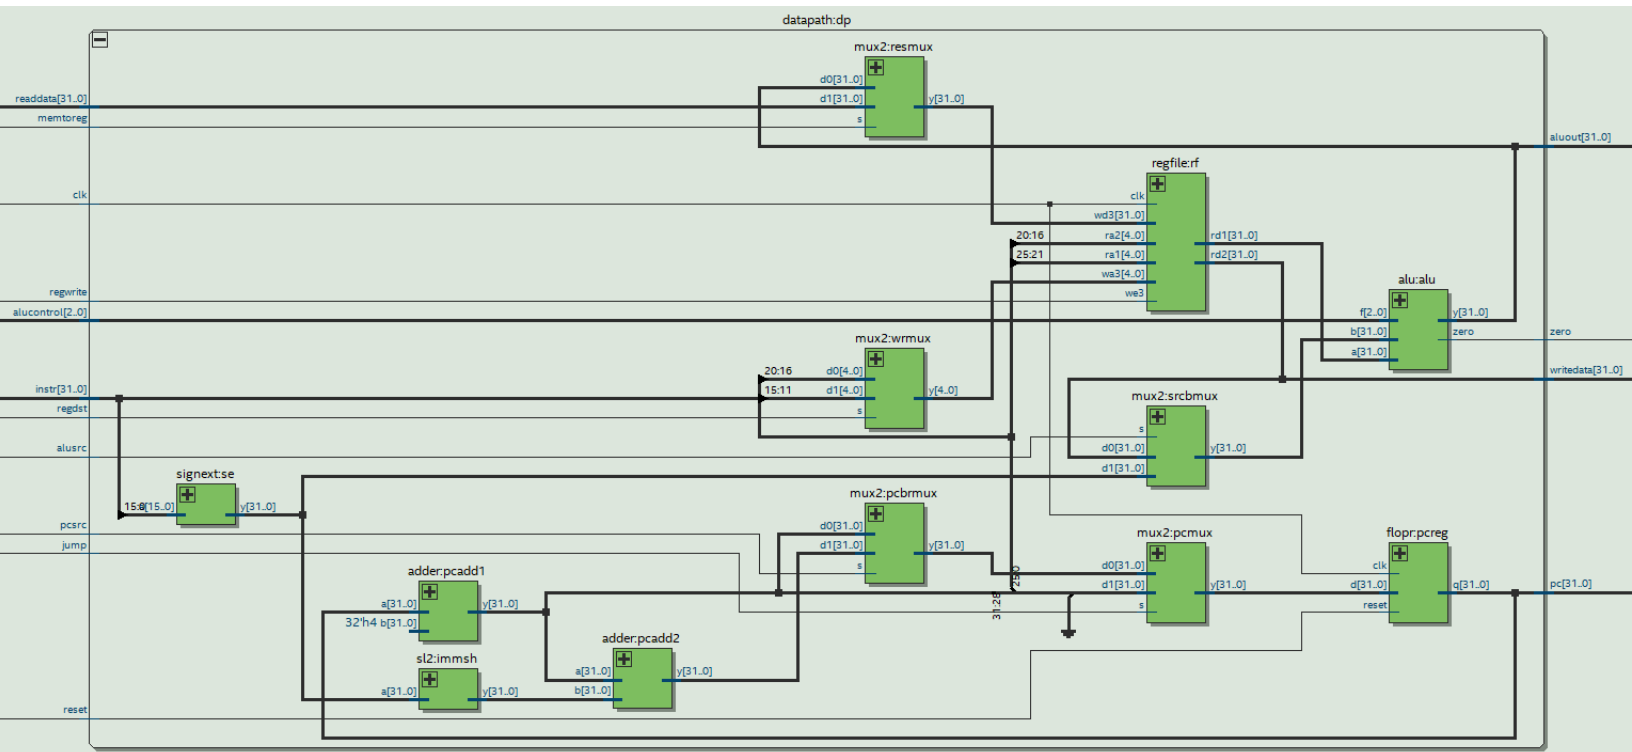 datapath:dp
mux2:resmux
d0[31..0]
readdata[31..0]
d1[31..0]
y[31..0]
memtoreg
s
aluout[31..0]
regfile:rf
clk
clk
wd3[31..0]
20:16
ra2[4..0]
rd1[31..0]
25:21
ra1[4..0]
rd2[31..0]
wa3[4..0]
alu:alu
regwrite
we3
alucontrol[2..0]
f[2..0]
y[31..0]
b[31..0]
zero
zero
mux2:wrmux
a[31..0]
20:16
d0[4..0]
writedata[31..0]
instr[31..0]
15:11
d1[4..0]
y[4..0]
mux2:srcbmux
regdst
s
s
alusrc
d0[31..0]
y[31..0]
d1[31..0]
signext:se
mux2:pcbrmux
15:0
[15..0]
y[31..0]
pcsrc
d0[31..0]
mux2:pcmux
flopr:pcreg
jump
d1[31..0]
y[31..0]
s
d0[31..0]
clk
adder:pcadd1
25:0
d1[31..0]
y[31..0]
d[31..0]
q[31..0]
pc[31..0]
a[31..0]
y[31..0]
31:28
s
reset
32'h4
b[31..0]
adder:pcadd2
sl2:immsh
a[31..0]
y[31..0]
a[31..0]
y[31..0]
b[31..0]
reset